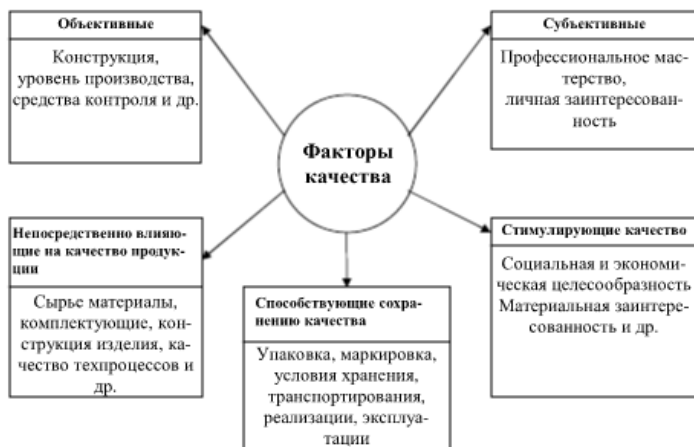 Объективные
Конструкция,
уровень производства,
средства контроля и др.
Субъективные
Профессиональное мас-
терство,
личная заинтересован-
ность
Факторы
качества
Непосредственно влияю-
щие на качество продук-
ции
Сырье материалы,
комплектующие, кон-
струкция изделия, ка-
чество техпроцессов и
др.
Способствующие сохра-
нению качества
Упаковка, маркировка,
условия хранения,
транспортирования,
реализации, эксплуа-
тации
Стимулирующие качество
Социальная и экономи-
ческая целесообразность
Материальная заинтере-
сованность и др.